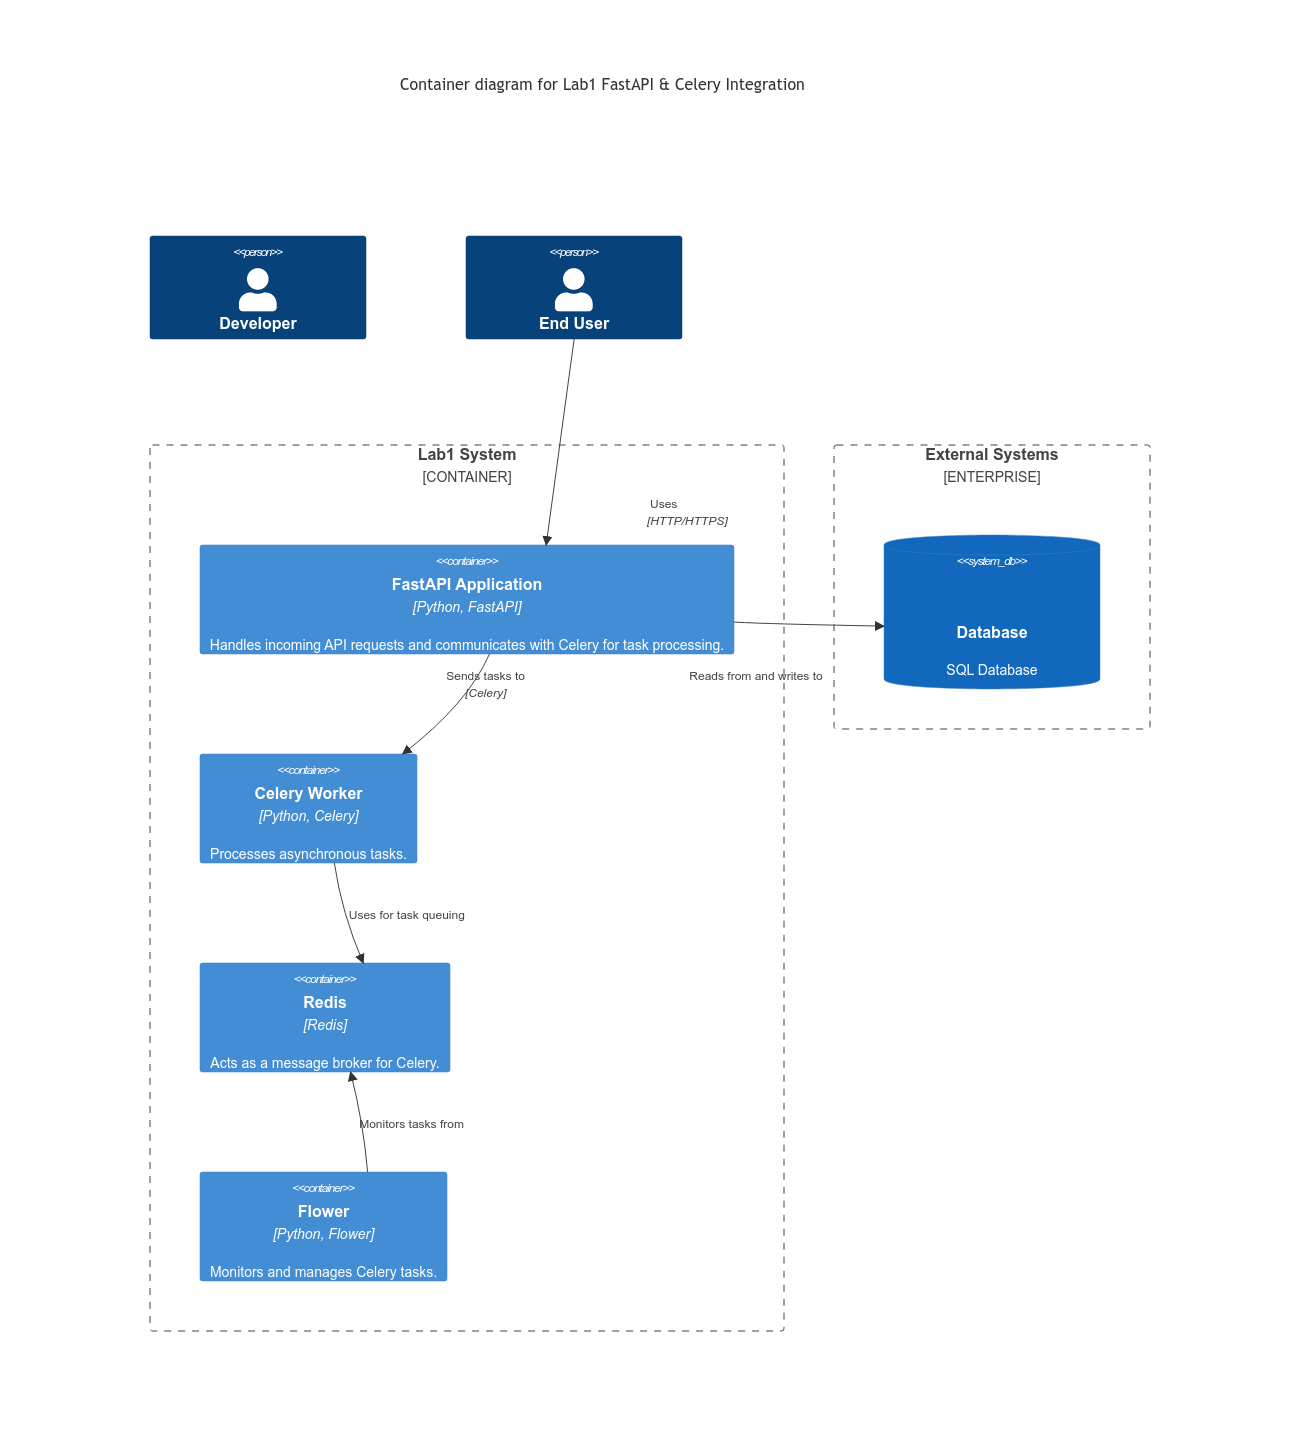 Container diagram for Lab1 FastAPI & Celery Integration
<<person>>
Developer
<<person>>
End User
Lab1 System
[CONTAINER]
External Systems
[ENTERPRISE]
Uses
[HTTP/HTTPS]
<<container>>
FastAPI Application
[Python, FastAPI]
Handles incoming API requests and communicates with Celery for task processing.
<<system_db>>
Database
SQL Database
Sends tasks to
[Celery]
Reads from and writes to
<<container>>
Celery Worker
[Python, Celery]
Processes asynchronous tasks.
Uses for task queuing
<<container>>
Redis
[Redis]
Acts as a message broker for Celery.
Monitors tasks from
<<container>>
Flower
[Python, Flower]
Monitors and manages Celery tasks.